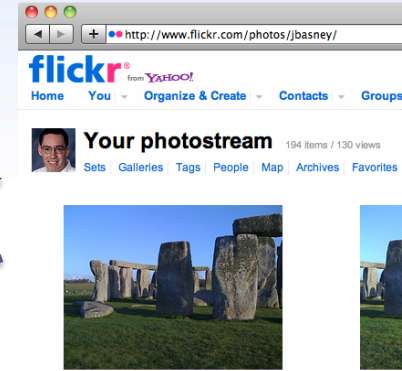 http://www.flickr.com/photos/jbasney/
flickr® from YAHOO!
Home You Organize & Create Contacts Groups
Your photostream 194 items / 130 views
Sets Galleries Tags People Map Archives Favorites